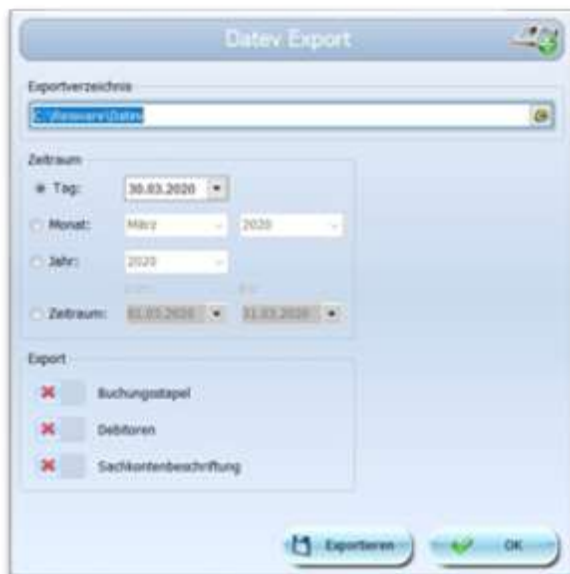 Datev Export
Exportverzeichnis
Zeitraum
Tag: 30.03.2020
Monat: März 2020
Jahr: 2020
Zeitraum: 01.03.2020 31.03.2020
Export
Buchungsstapel
Debitoren
Sachkontenbeschriftung
Exportieren OK